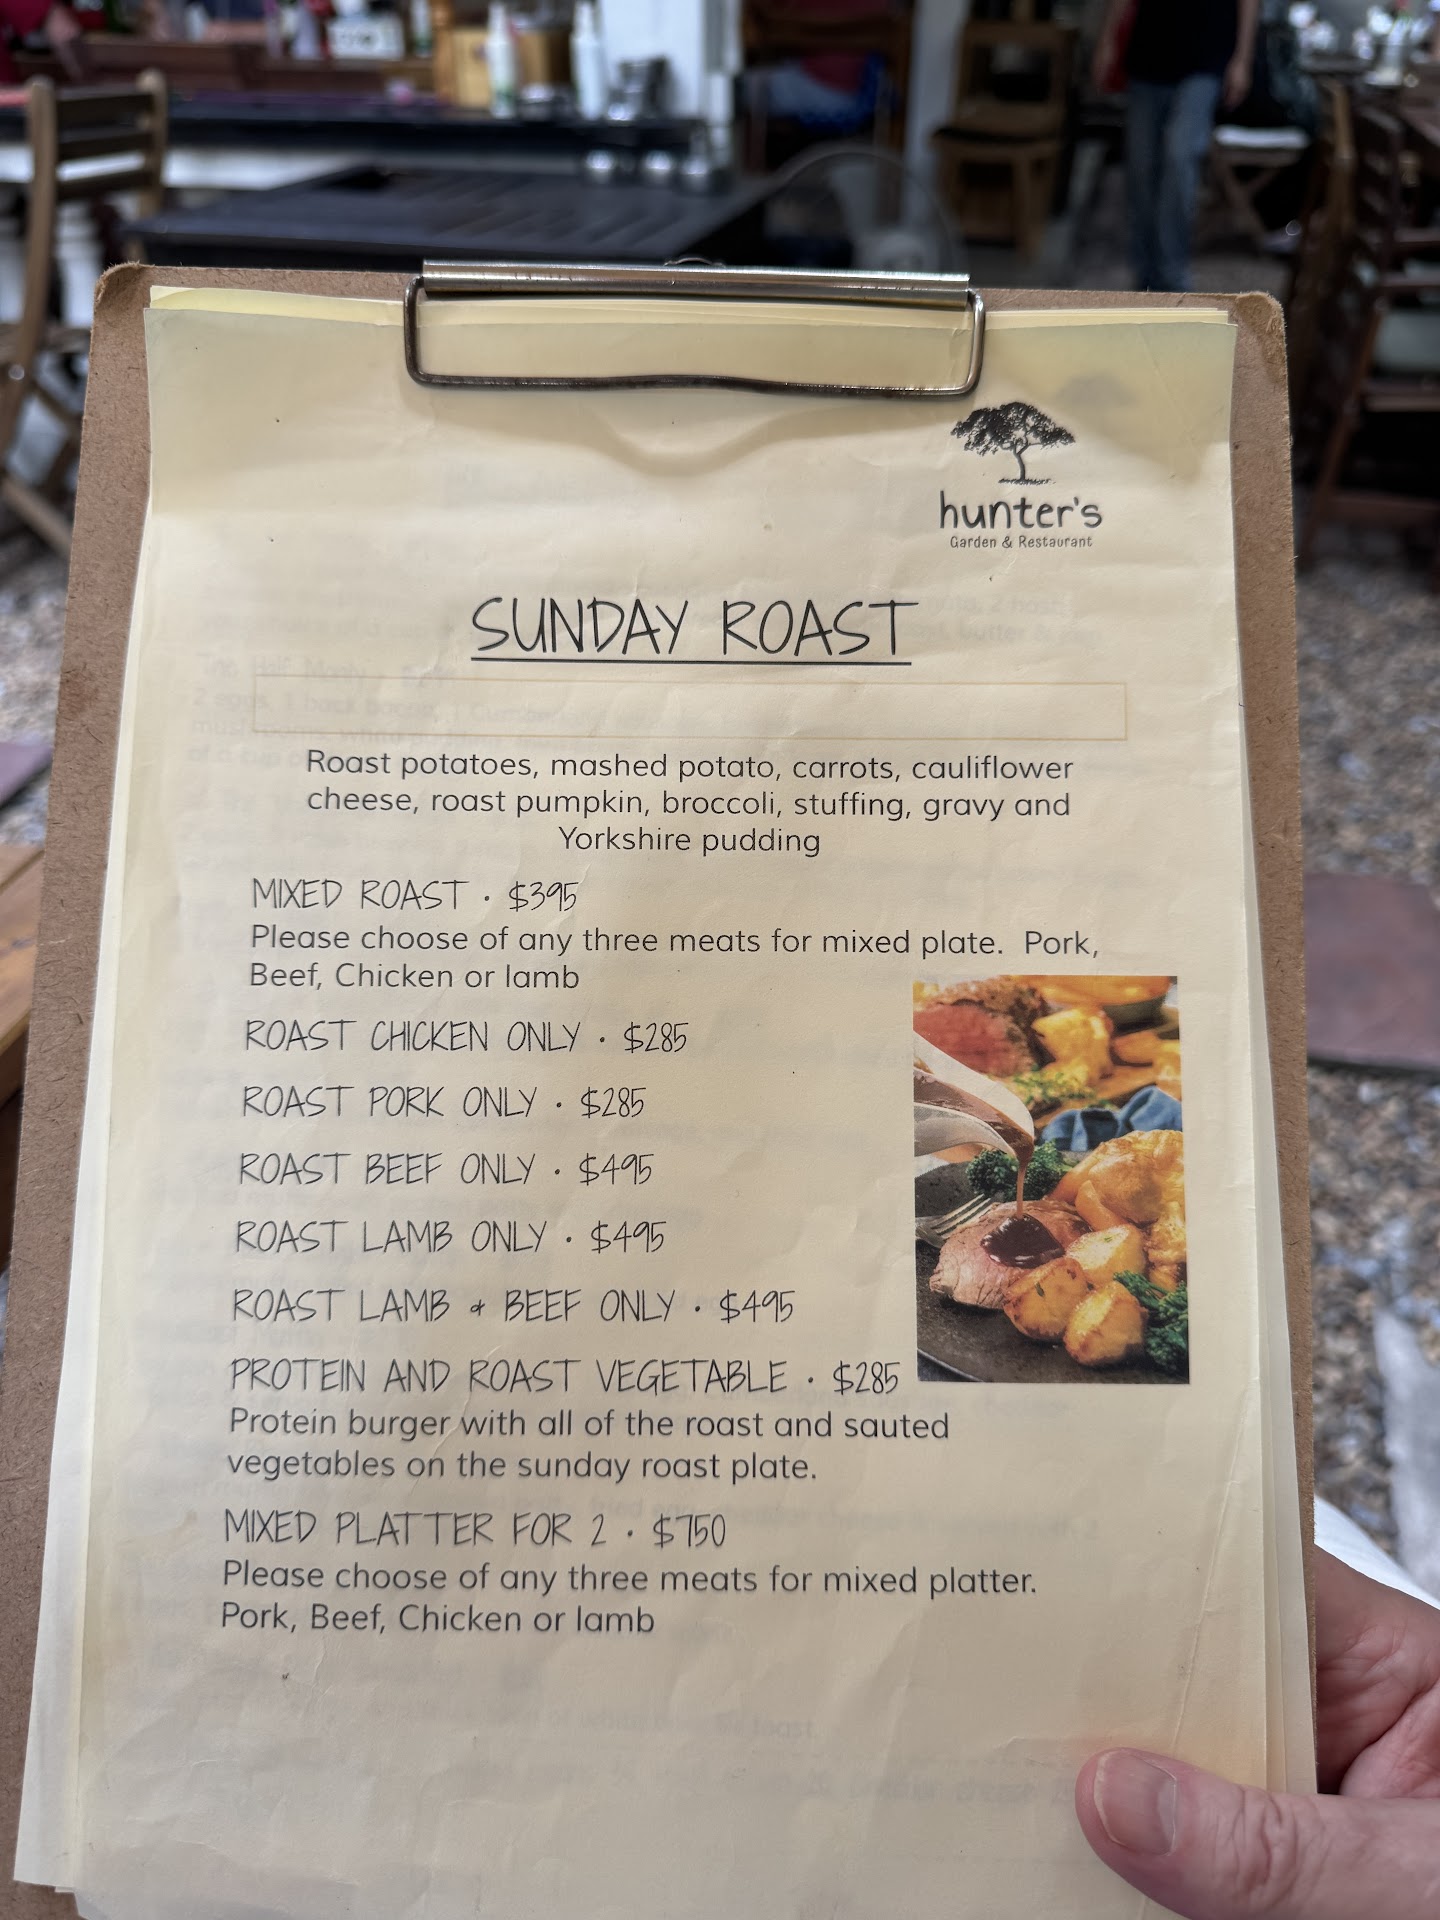 hunter's
Garden & Restaurant
SUNDAY ROAST
Roast potatoes, mashed potato, carrots, cauliflower
cheese, roast pumpkin, broccoli, stuffing, gravy and
Yorkshire pudding
MIXED ROAST · $395
Please choose of any three meats for mixed plate. Pork,
Beef, Chicken or lamb
ROAST CHICKEN ONLY · $285
ROAST PORK ONLY · $285
ROAST BEEF ONLY · $495
ROAST LAMB ONLY · $495
ROAST LAMB & BEEF ONLY · $495
PROTEIN AND ROAST VEGETABLE · $285
Protein burger with all of the roast and sauted
vegetables on the sunday roast plate.
MIXED PLATTER FOR 2 · $750
Please choose of any three meats for mixed platter.
Pork, Beef, Chicken or lamb